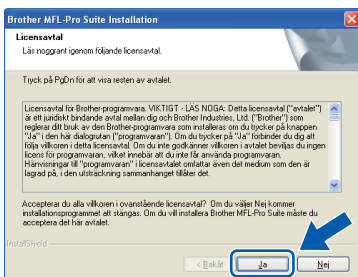 Brother MFL-Pro Suite Installation
Licensavtal
Läs noggrant igenom följande licensavtal.
Tryck på PgDn för att visa resten av avtalet.
Licensavtal för Brother-programvara. VIKTIGT - LÄS NOGA: Detta licensavtal ("avtalet")
är ett juridiskt bindande avtal mellan dig och Brother Industries, Ltd. ("Brother") som
reglerar ditt bruk av den Brother-programvara som installeras om du trycker på knappen
"Ja" i den här dialogrutan ("programvaran"). Om du trycker på "Ja" förbinder du dig att
följa villkoren i detta licensavtal. Om du inte godkänner villkoren i avtalet beviljas du ingen
licens för programvaran, vilket innebär att du inte får använda programvaran.
Hänvisningar till "programvaran" i licensavtalet omfattar även det medium som den är
lagrad på, i den utsträckning sammanhanget tillåter det.
Accepterar du alla villkoren i ovanstående licensavtal? Om du väljer Nej kommer
installationsprogrammet att stängas. Om du vill installera Brother MFL-Pro Suite måste du
acceptera det här avtalet.
InstallShield
< Bakåt
Ja
Nej